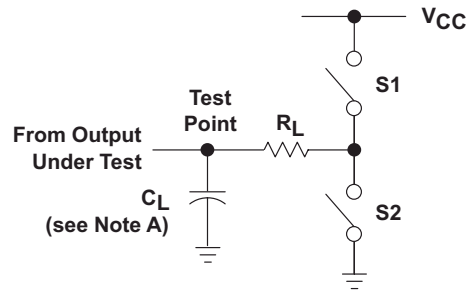 VCC
S1
Test
Point
RL
From Output
Under Test
CL
(see Note A)
S2